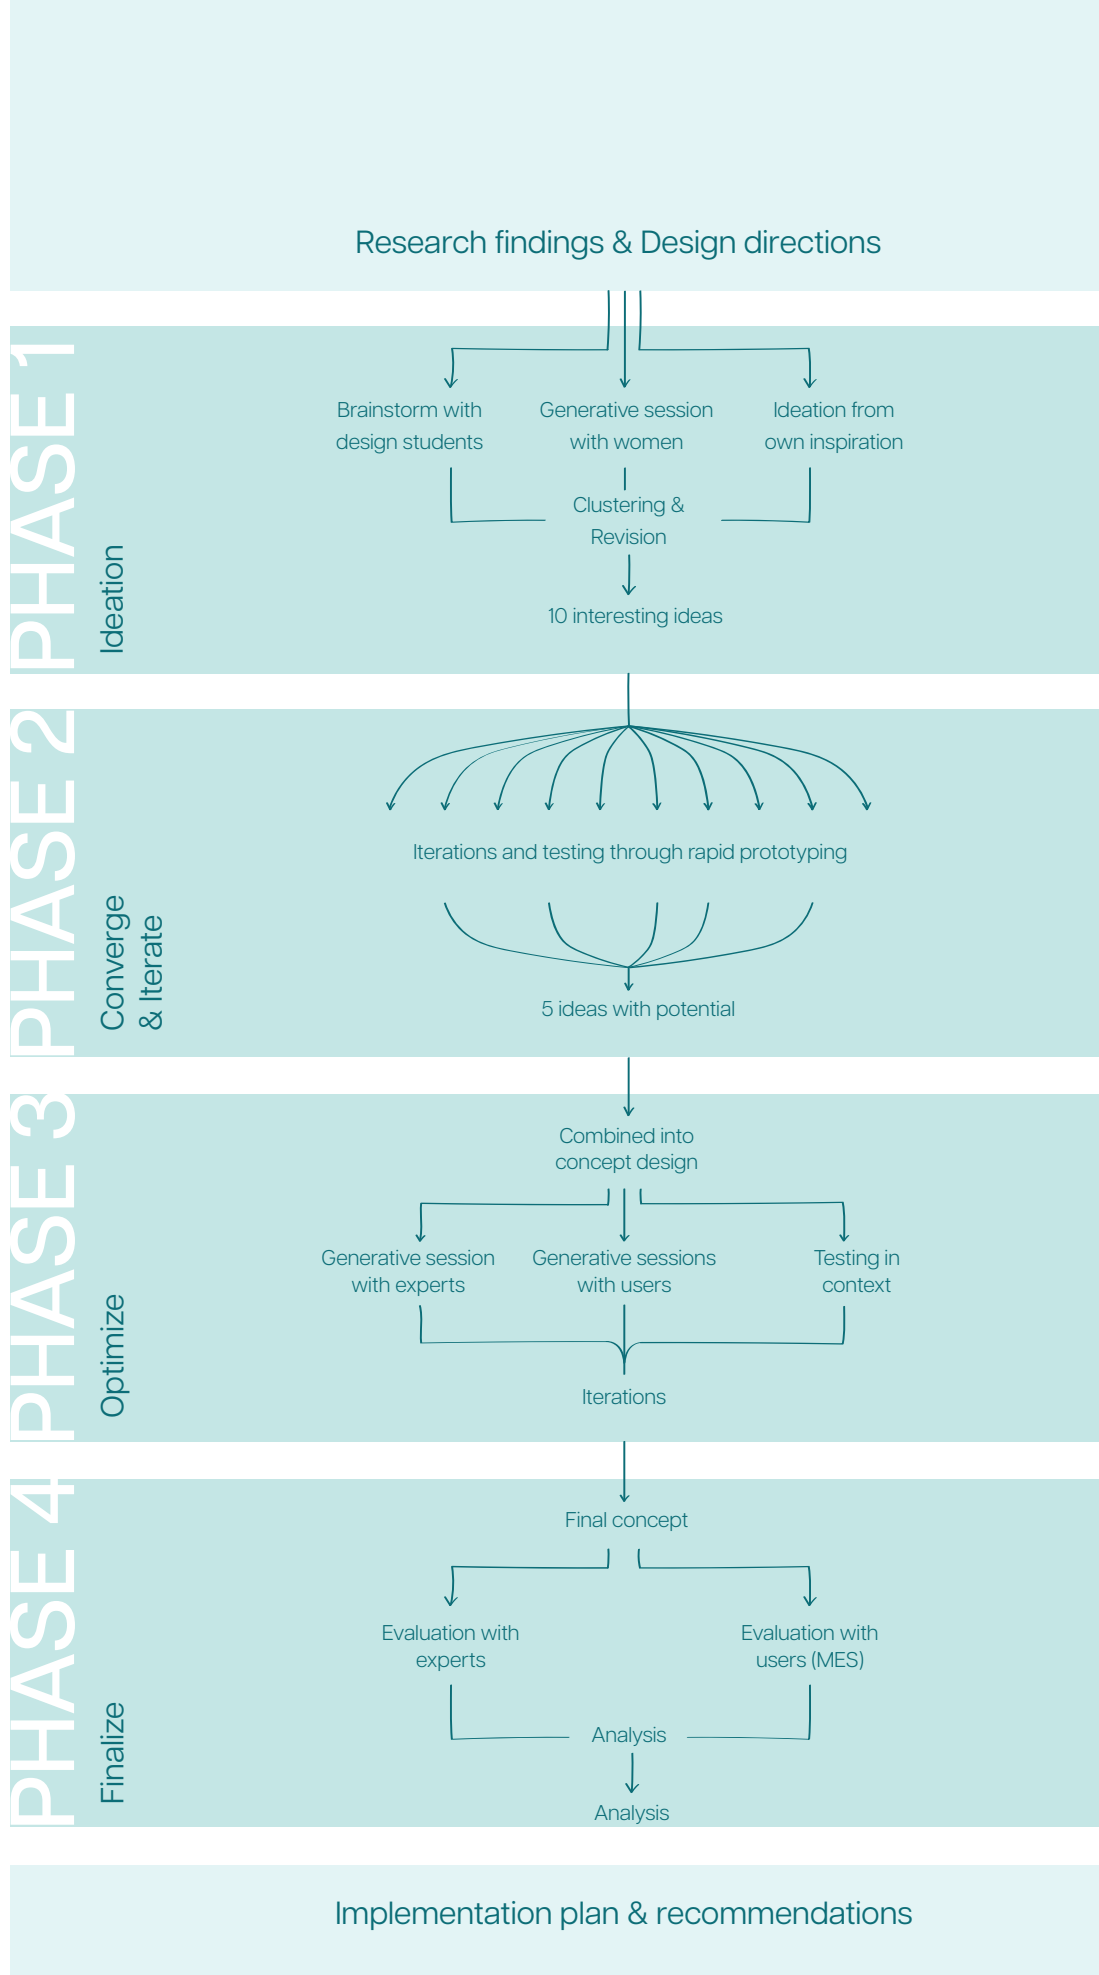 Research findings & Design directions
PHASE 1
Ideation
Brainstorm with
design students
Generative session
with women
Ideation from
own inspiration
Clustering &
Revision
10 interesting ideas
PHASE 2
Converge
& Iterate
Iterations and testing through rapid prototyping
5 ideas with potential
PHASE 3
Optimize
Combined into
concept design
Generative session
with experts
Generative sessions
with users
Testing in
context
Iterations
PHASE 4
Finalize
Final concept
Evaluation with
experts
Evaluation with
users (MES)
Analysis
Analysis
Implementation plan & recommendations